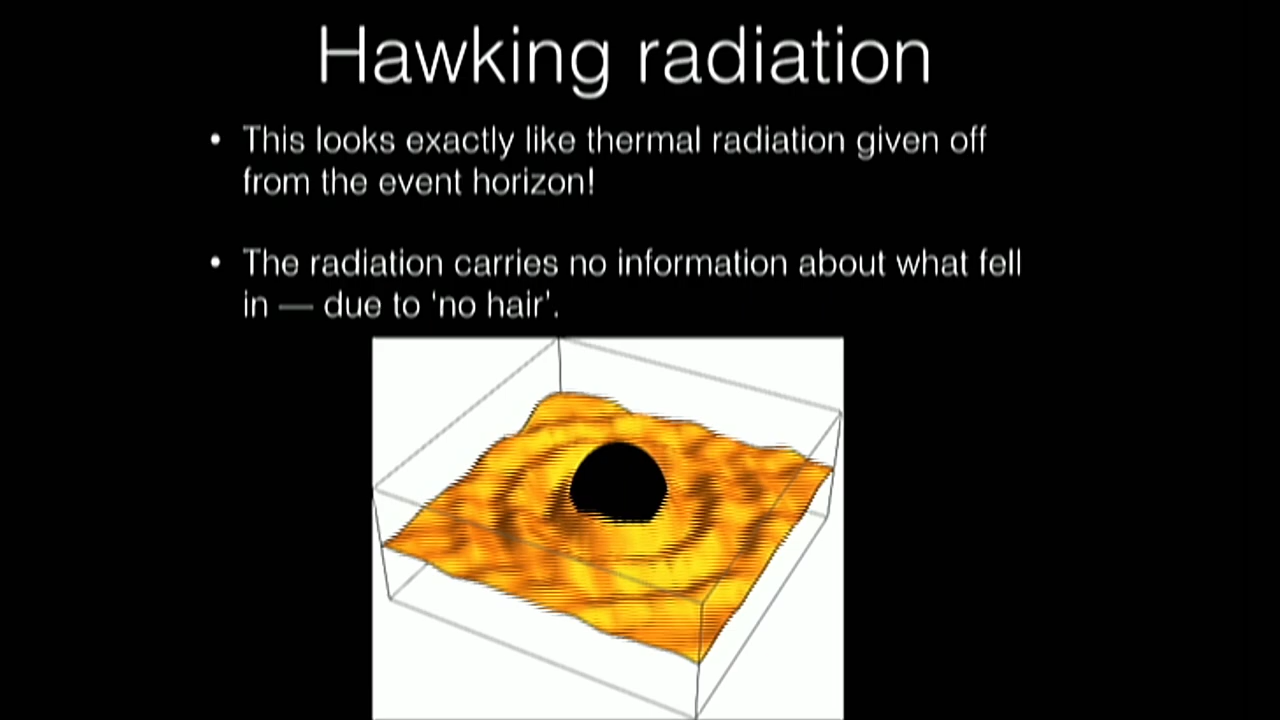 Hawking radiation
• This looks exactly like thermal radiation given off
from the event horizon!
• The radiation carries no information about what fell
in — due to ‘no hair’.